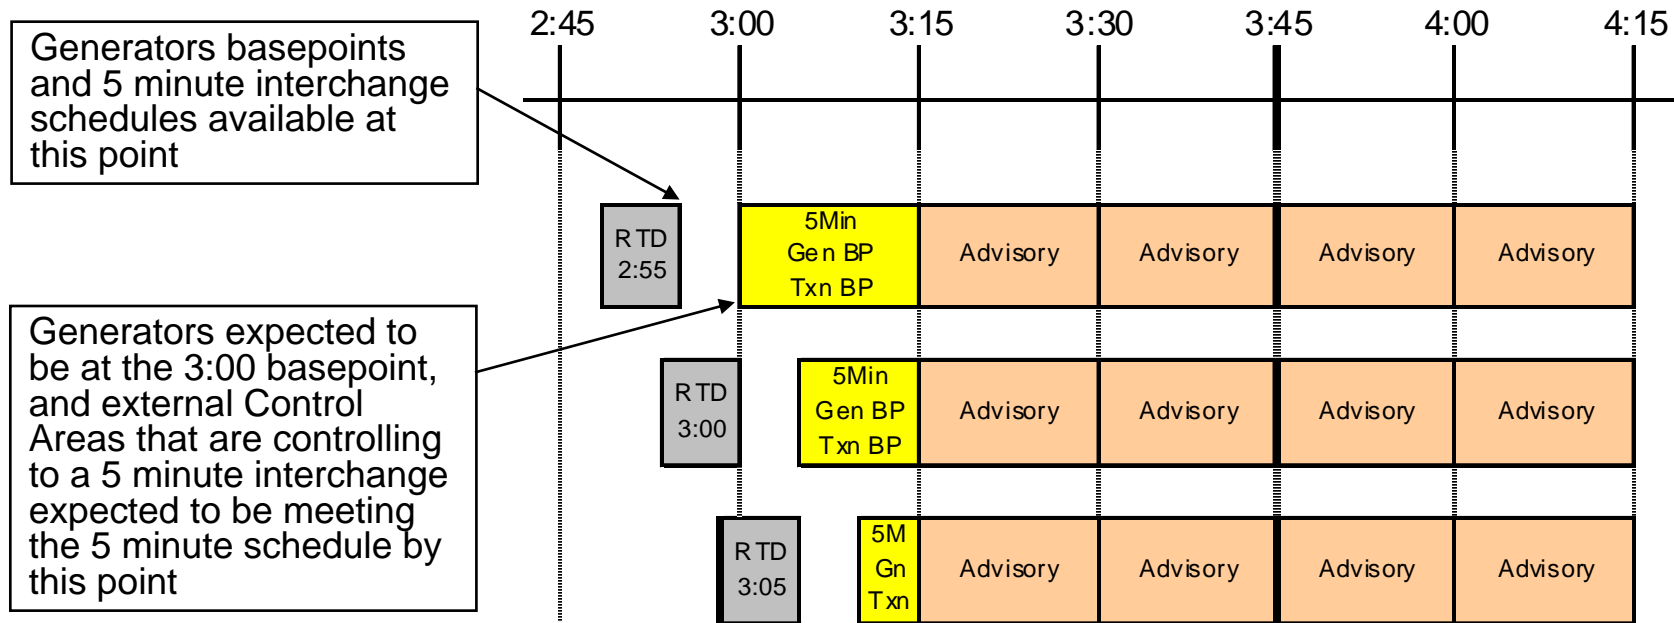 2:45 3:00 3:15 3:30 3:45 4:00 4:15
Generators basepoints
and 5 minute interchange
schedules available at
this point
RTD
2:55
5Min
Gen BP
Txn BP
Advisory Advisory Advisory Advisory
Generators expected to
be at the 3:00 basepoint,
and external Control
Areas that are controlling
to a 5 minute interchange
expected to be meeting
the 5 minute schedule by
this point
RTD
3:00
5Min
Gen BP
Txn BP
Advisory Advisory Advisory Advisory
RTD
3:05
5M
Gn
Txn
Advisory Advisory Advisory Advisory